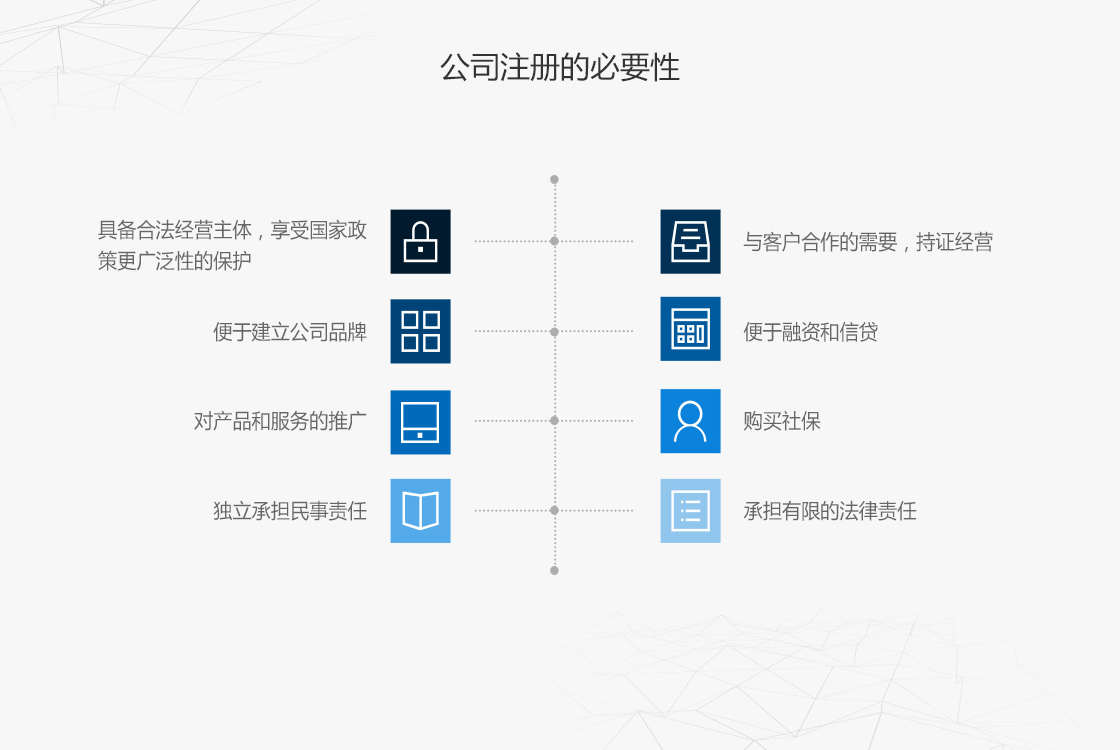 公司注册的必要性
具备合法经营主体，享受国家政
策更广泛性的保护
与客户合作的需要，持证经营
便于建立公司品牌
便于融资和信贷
对产品和服务的推广
购买社保
独立承担民事责任
承担有限的法律责任